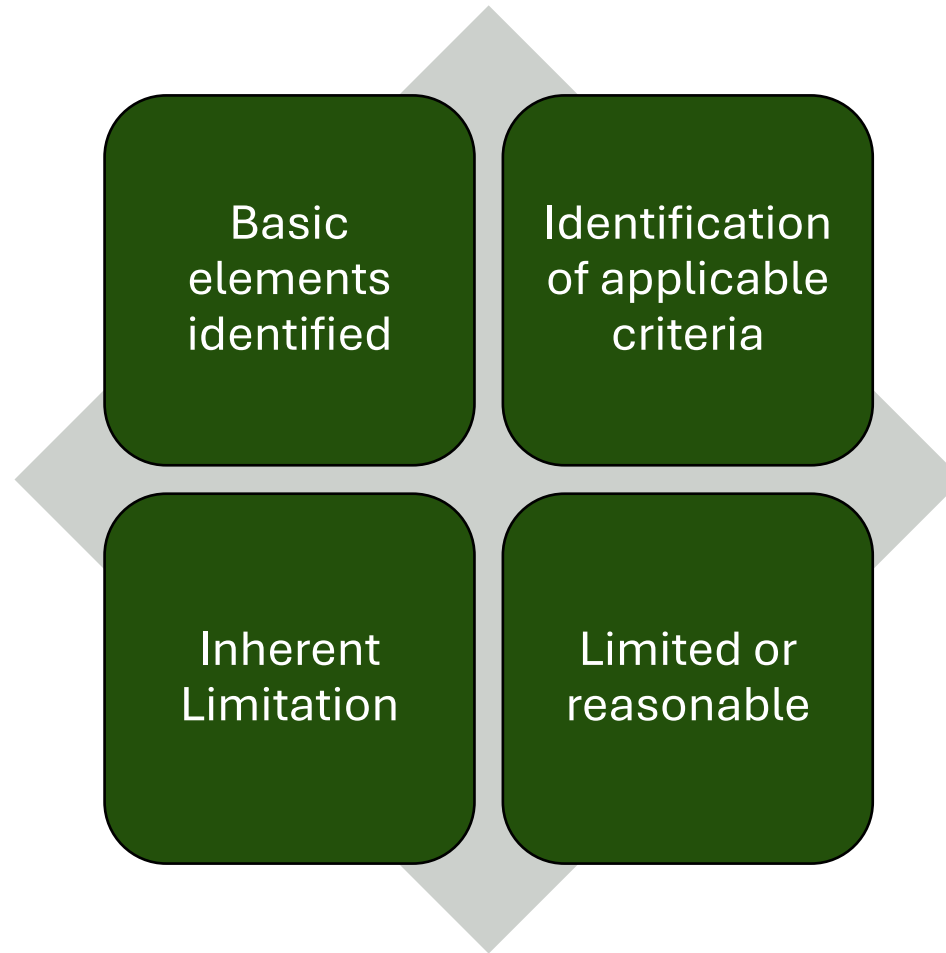 Basic
elements
identified
Identification
of applicable
criteria
Inherent
Limitation
Limited or
reasonable